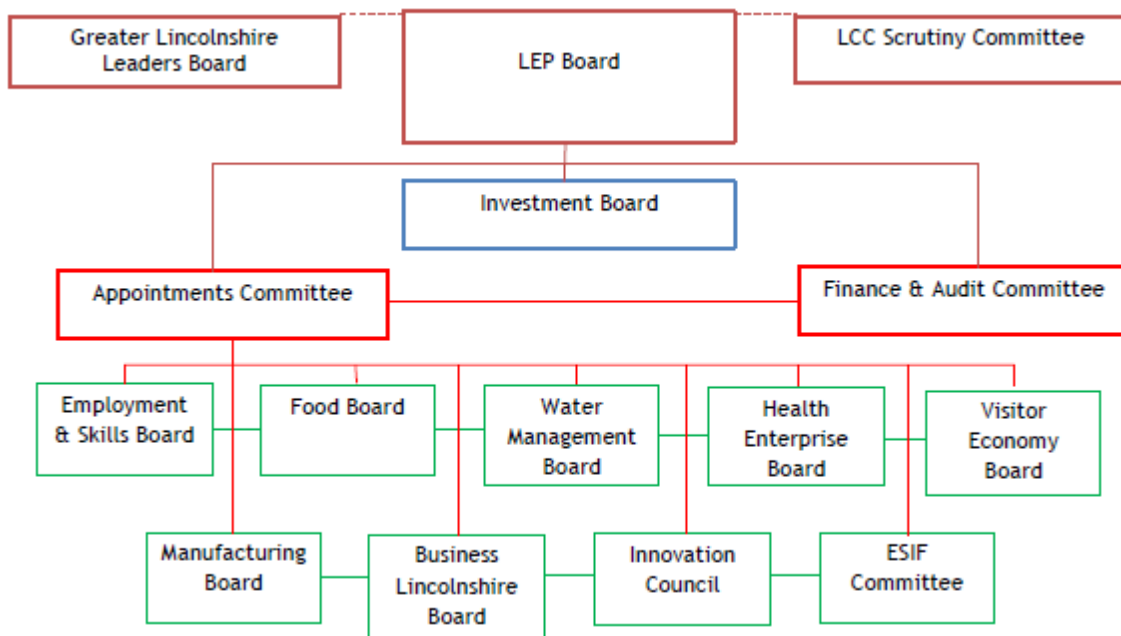 Greater Lincolnshire
Leaders Board
LEP Board
LCC Scrutiny Committee
Investment Board
Appointments Committee
Finance & Audit Committee
Employment
& Skills Board
Food Board
Water
Management
Board
Health
Enterprise
Board
Visitor
Economy
Board
Manufacturing
Board
Business
Lincolnshire
Board
Innovation
Council
ESIF
Committee